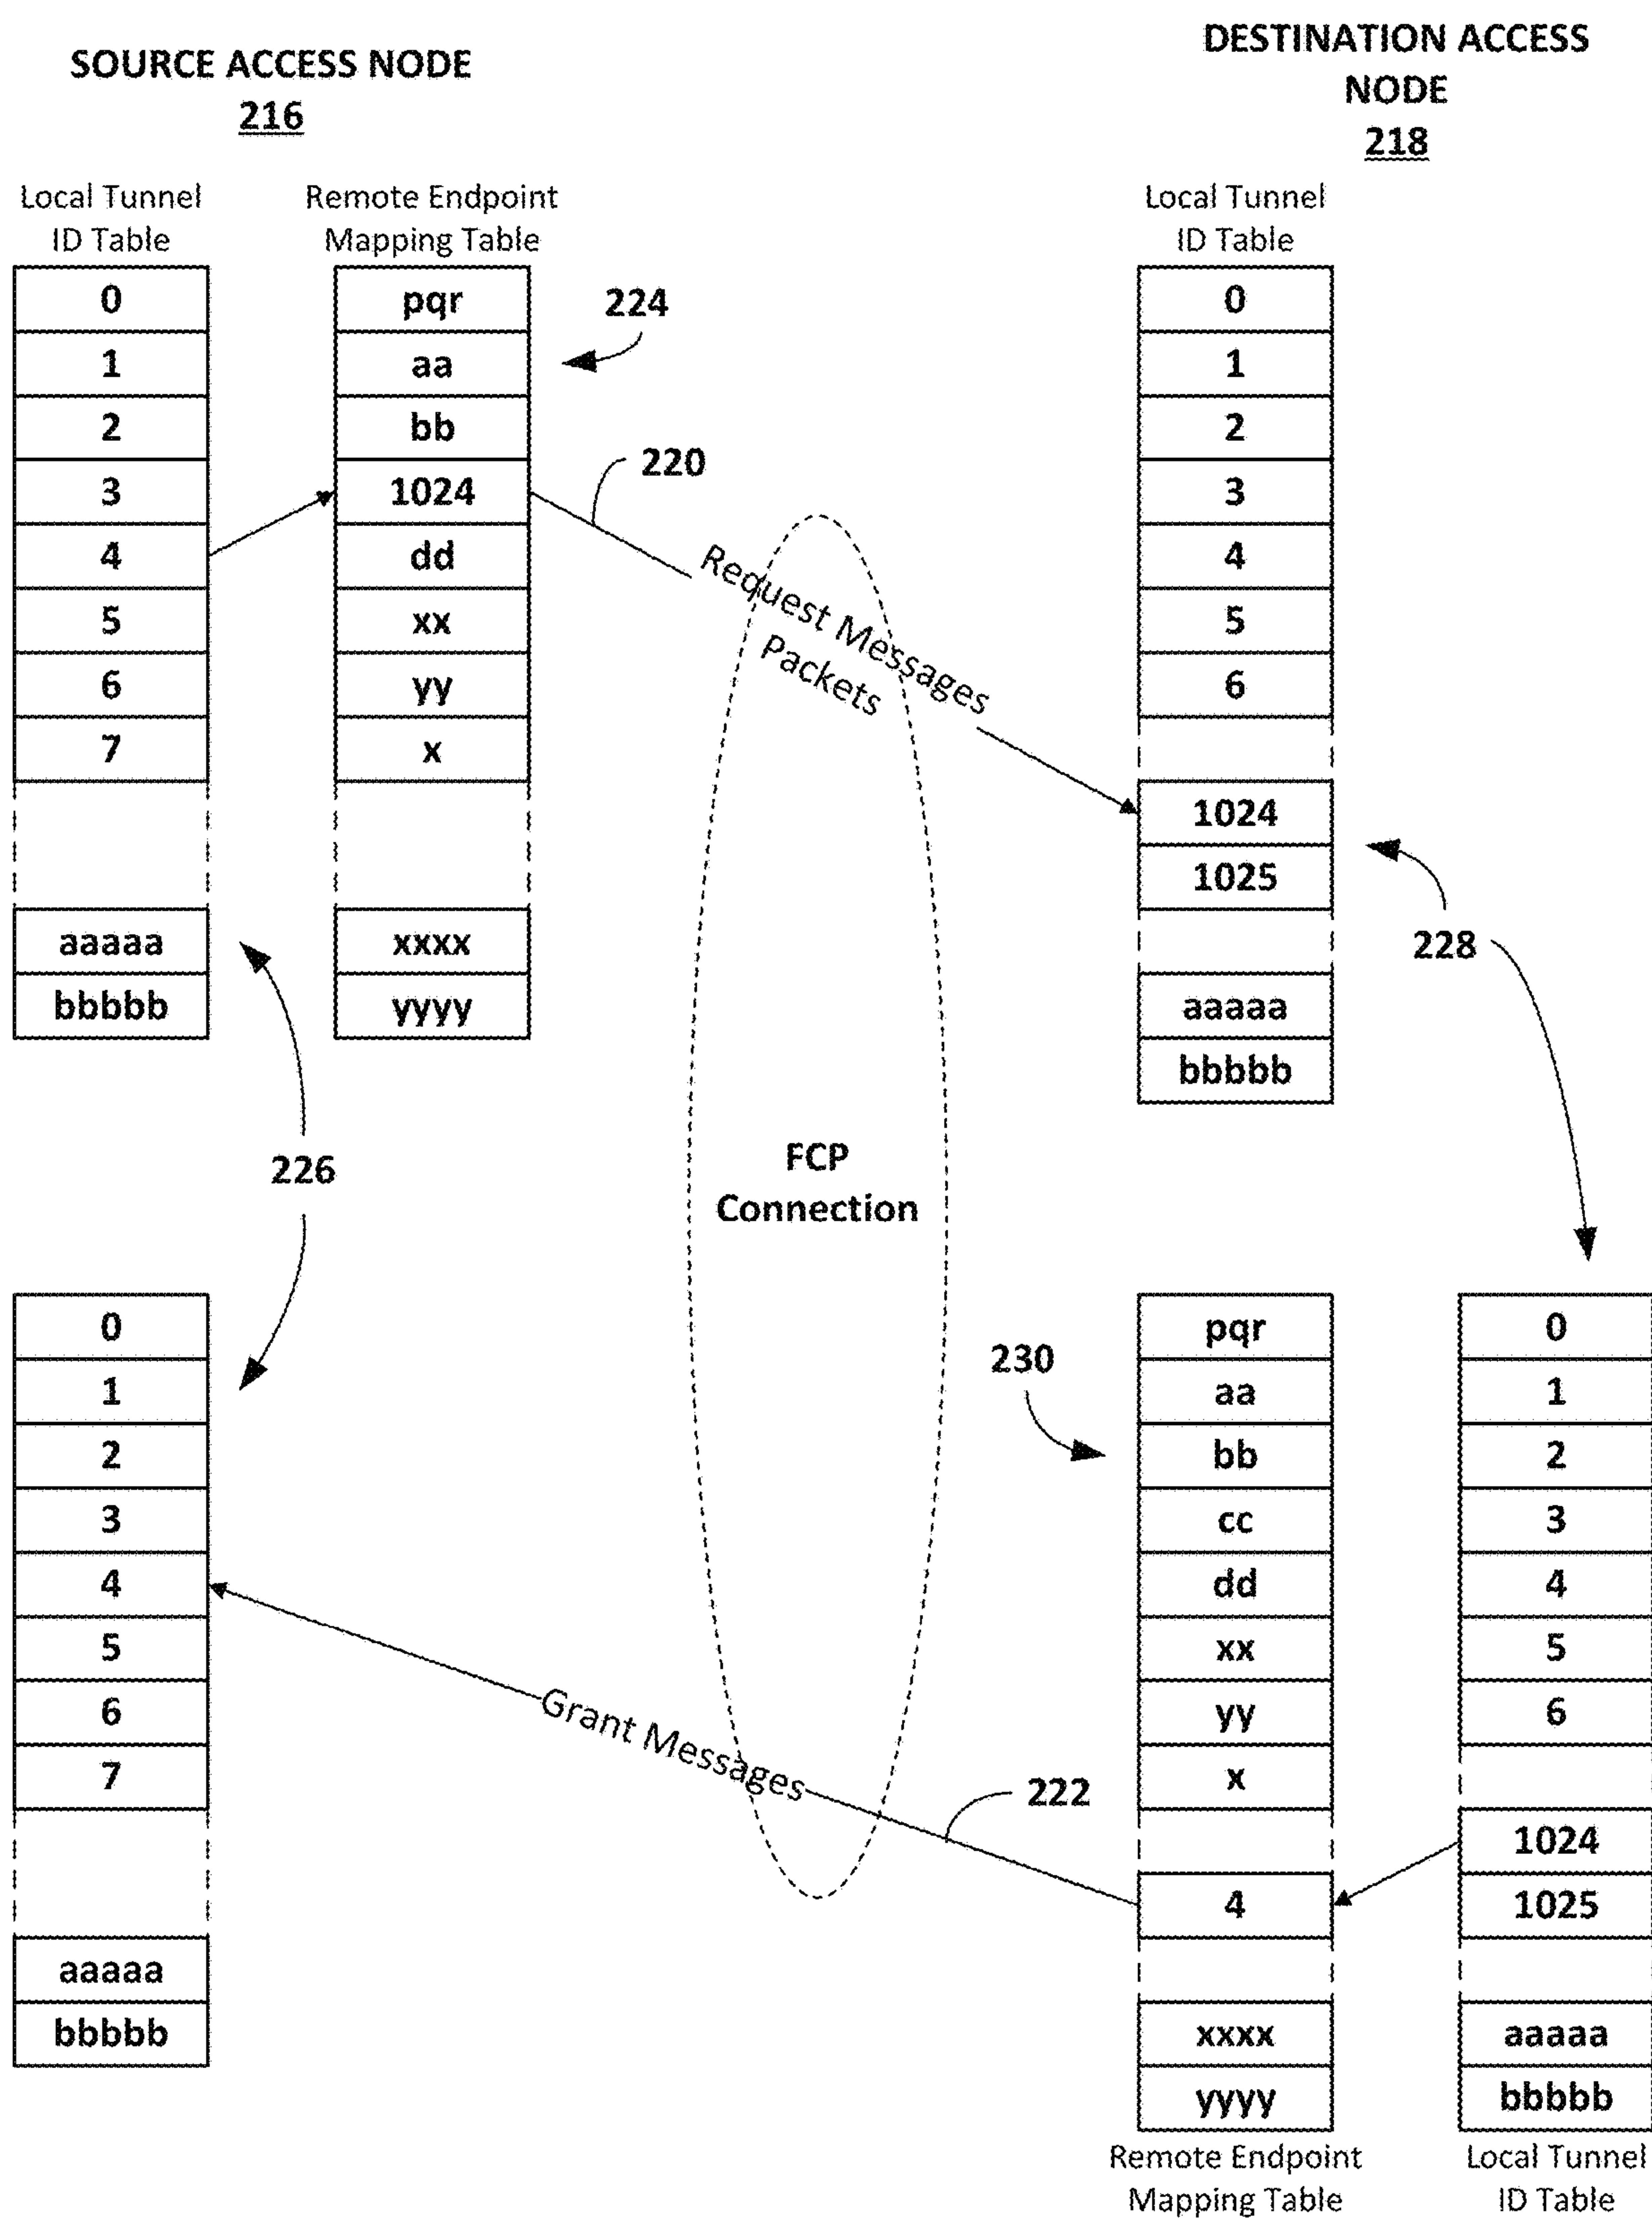 SOURCE ACCESS NODE
216
DESTINATION ACCESS
NODE
218
Local Tunnel
ID Table
0
1
2
3
4
5
6
7
aaaaa
bbbbb
Remote Endpoint
Mapping Table
pqr
aa
bb
1024
dd
xx
yy
x
xxxx
yyyy
224
220
Request Messages
Packets
Local Tunnel
ID Table
0
1
2
3
4
5
6
1024
1025
aaaaa
bbbbb
228
226
FCP
Connection
0
1
2
3
4
5
6
7
aaaaa
bbbbb
Grant Messages
222
230
pqr
aa
bb
cc
dd
xx
yy
x
4
xxxx
yyyy
Remote Endpoint
Mapping Table
0
1
2
3
4
5
6
1024
1025
aaaaa
bbbbb
Local Tunnel
ID Table